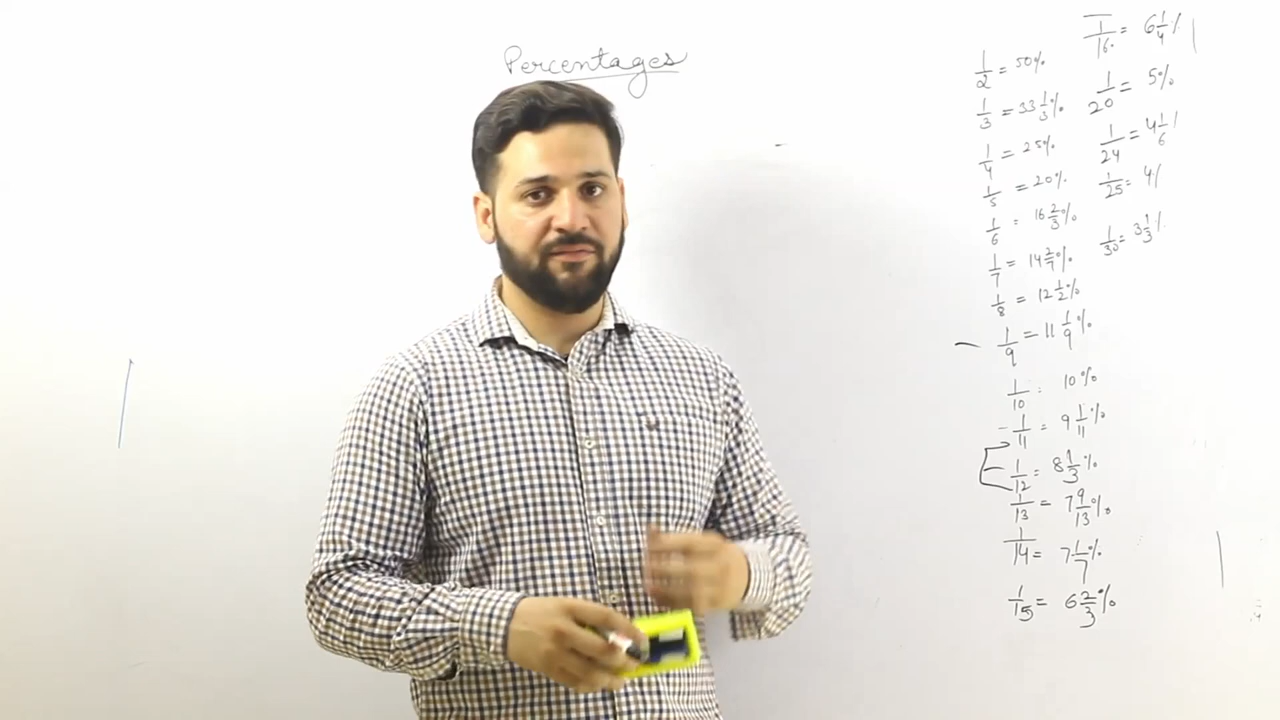 Percentages
1/2 = 50%
1/3 = 33 1/3%
1/4 = 25%
1/5 = 20%
1/6 = 16 2/3%
1/7 = 14 2/7%
1/8 = 12 1/2%
1/9 = 11 1/9%
1/10 = 10%
1/11 = 9 1/11%
1/12 = 8 1/3%
1/13 = 7 9/13%
1/14 = 7 1/7%
1/15 = 6 2/3%
1/16 = 6 1/4%
1/20 = 5%
1/24 = 4 1/6
1/25 = 4
1/30 = 3 1/3